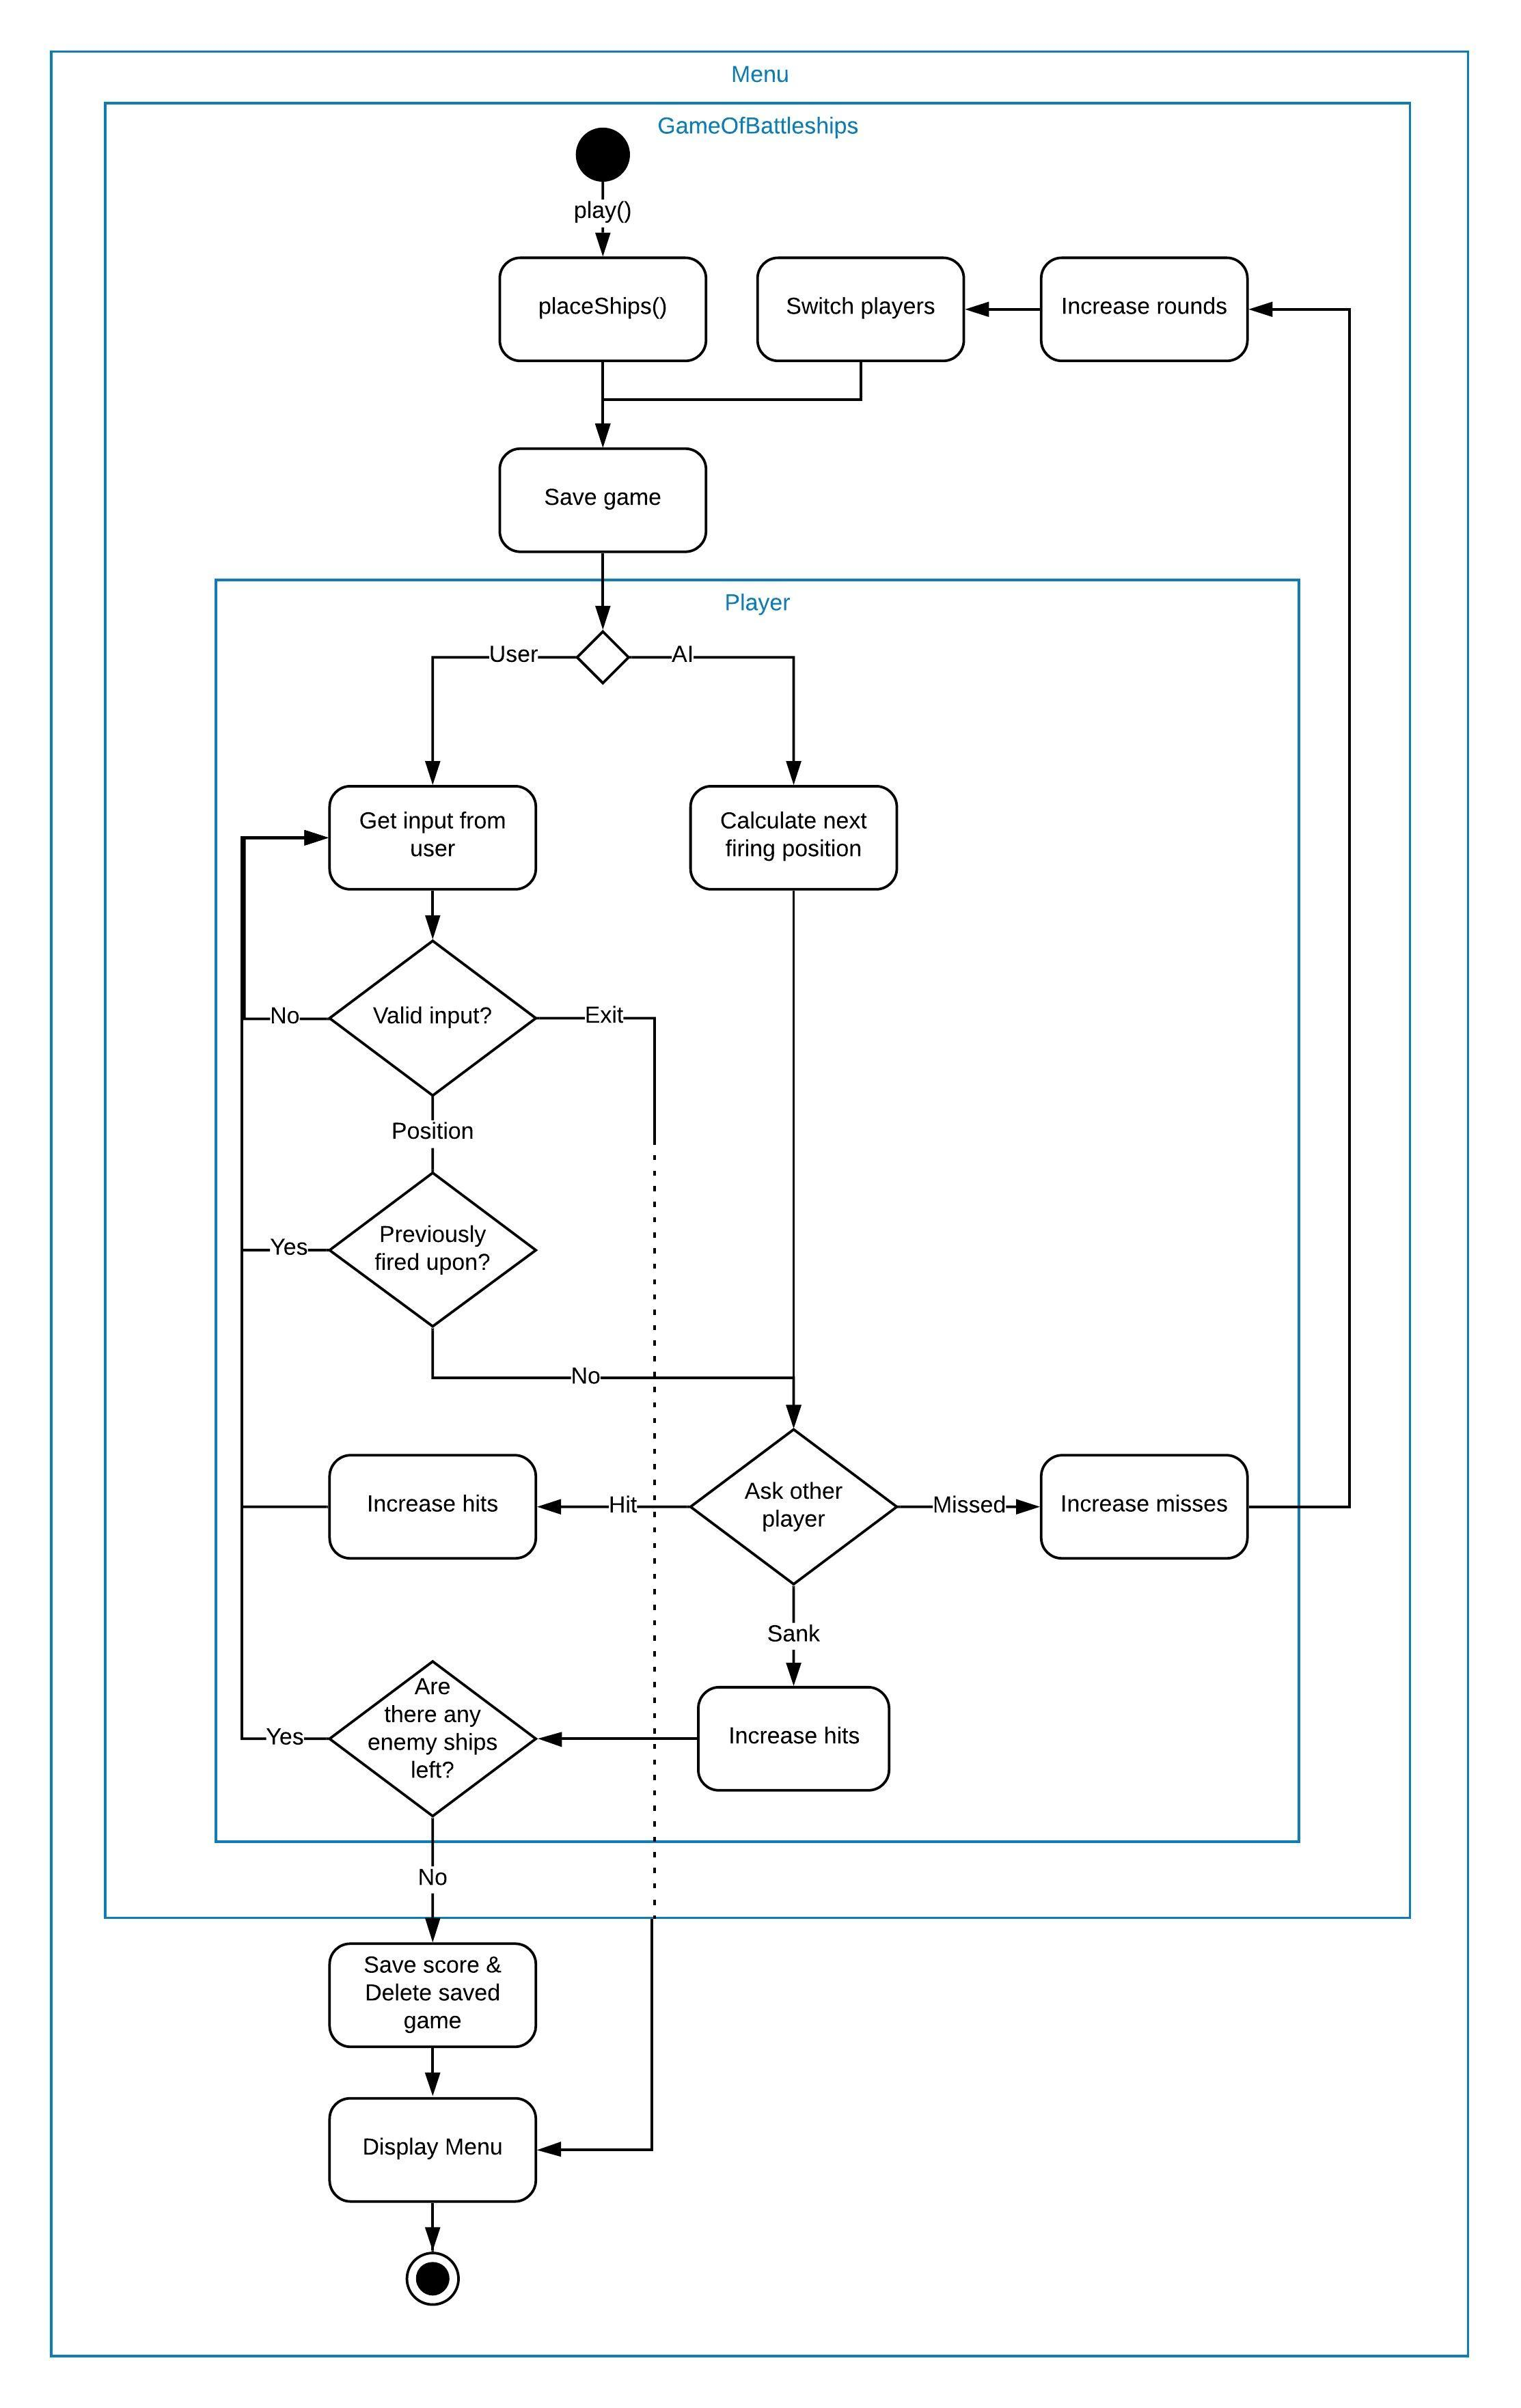 Menu
GameOfBattleships
play()
placeShips()
Switch players
Increase rounds
Save game
Player
User
AI
Get input from
user
Calculate next
firing position
No
Valid input?
Exit
Position
Yes
Previously
fired upon?
No
Increase hits
Hit
Ask other
player
Missed
Increase misses
Sank
Yes
Are
there any
enemy ships
left?
Increase hits
No
Save score &
Delete saved
game
Display Menu